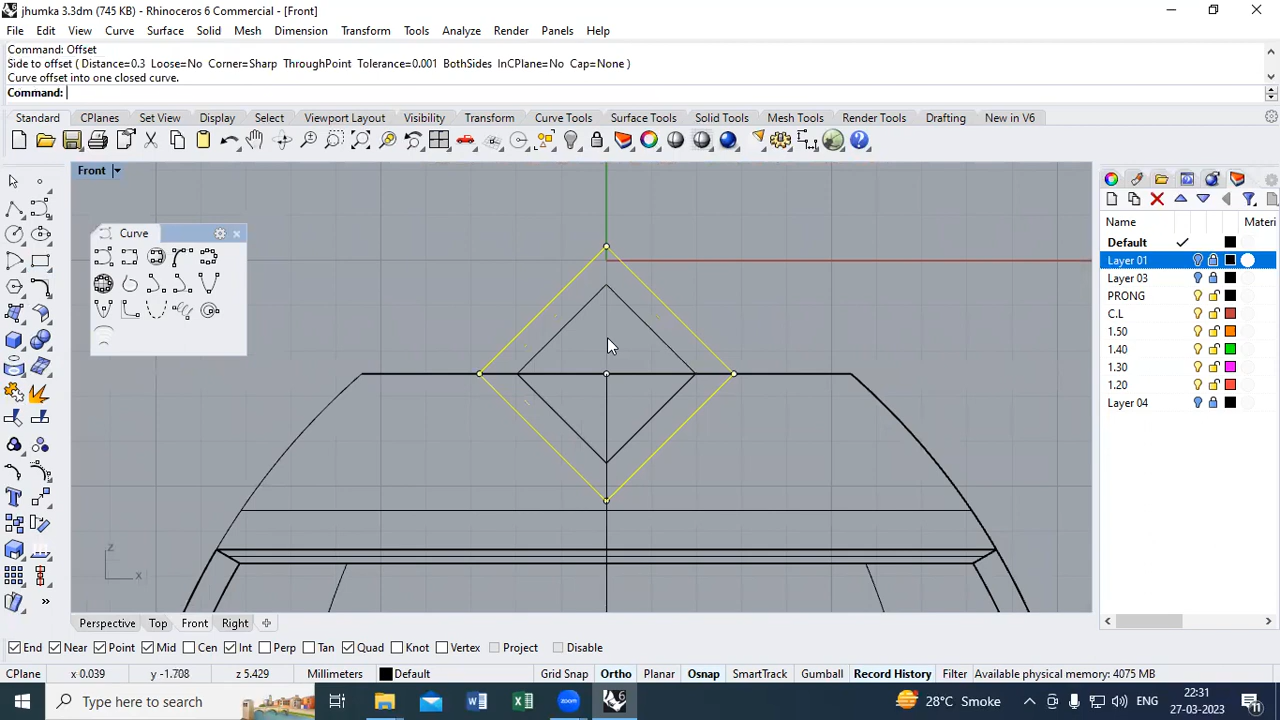 jhumka 3.3dm (745 KB) - Rhinoceros 6 Commercial - [Front]
File Edit View Curve Surface Solid Mesh Dimension Transform Tools Analyze Render Panels Help
Command: Offset
Side to offset ( Distance=0.3 Loose=No Corner=Sharp ThroughPoint Tolerance=0.001 BothSides InCPlane=No Cap=None )
Curve offset into one closed curve.
Command:
Standard CPlanes Set View Display Select Viewport Layout Visibility Transform Curve Tools Surface Tools Solid Tools Mesh Tools Render Tools Drafting New in V6
Front
Curve
Name Materi
Default
Layer 01
Layer 03
PRONG
C.L
1.50
1.40
1.30
1.20
Layer 04
z
x
Perspective Top Front Right
End Near Point Mid Cen Int Perp Tan Quad Knot Vertex Project Disable
CPlane x 0.039 y -1.708 z 5.429 Millimeters Default Grid Snap Ortho Planar Osnap SmartTrack Gumball Record History Filter Available physical memory: 4075 MB
Type here to search zoom 28°C Smoke ENG 22:31
27-03-2023 11